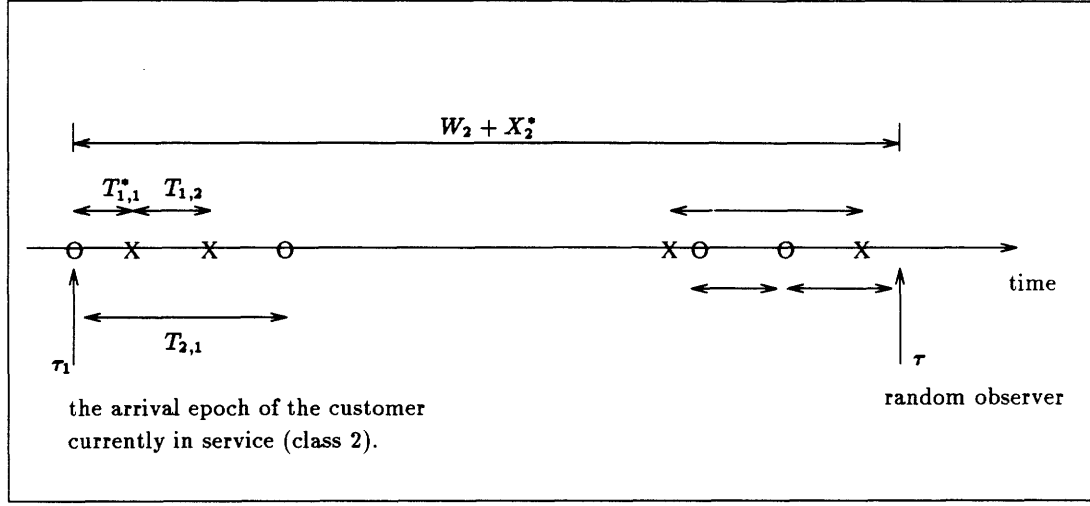 W₂ + X₂*
T*₁,₁ T₁,₂
O X X O X O O X
time
T₂,₁
τ₁ τ
the arrival epoch of the customer random observer
currently in service (class 2).